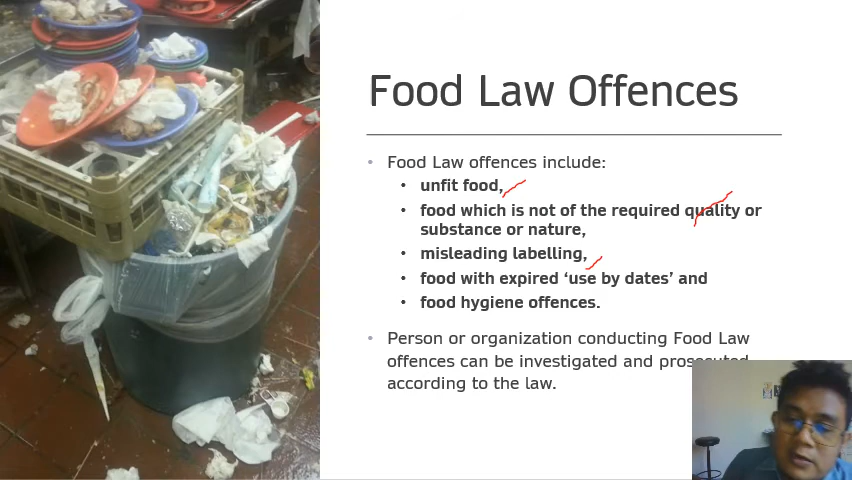 Food Law Offences
Food Law offences include:
unfit food,
food which is not of the required quality or
substance or nature,
misleading labelling,
food with expired ‘use by dates’ and
food hygiene offences.
Person or organization conducting Food Law
offences can be investigated and prosecuted
according to the law.